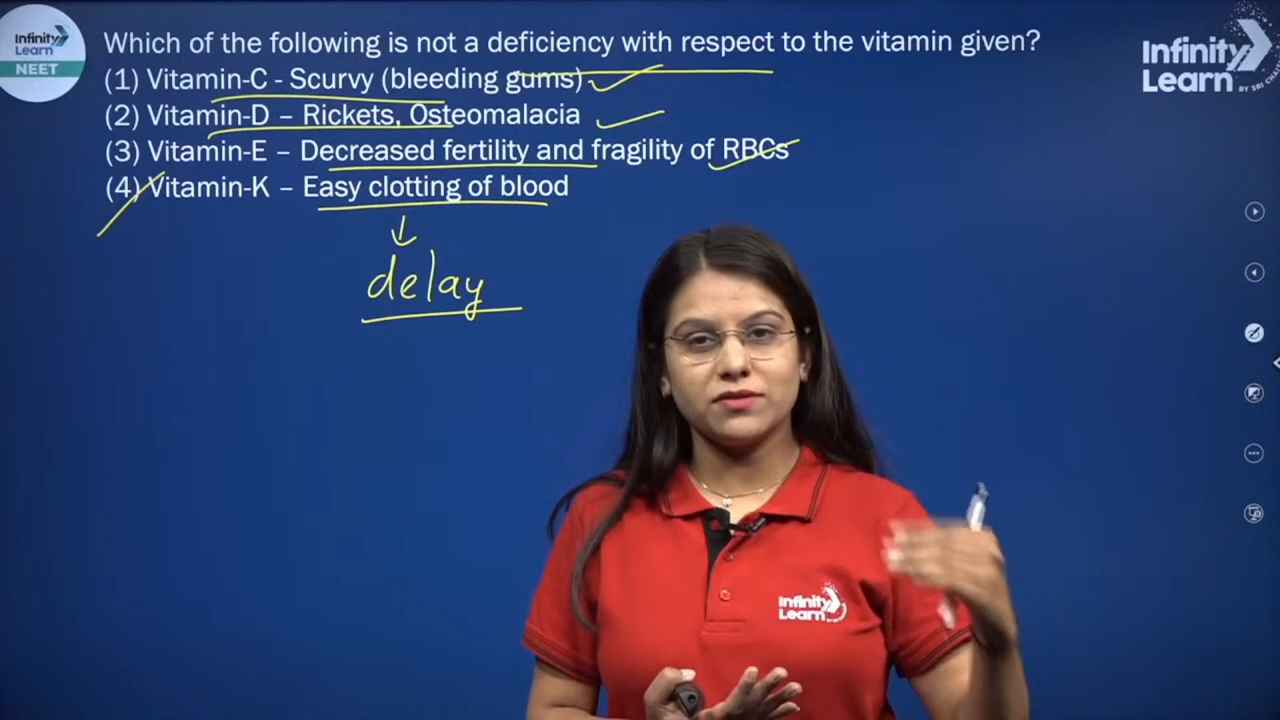 Infinity
Learn
NEET
Which of the following is not a deficiency with respect to the vitamin given?
(1) Vitamin-C - Scurvy (bleeding gums)
(2) Vitamin-D – Rickets, Osteomalacia
(3) Vitamin-E – Decreased fertility and fragility of RBCs
(4) Vitamin-K – Easy clotting of blood
delay
Infinity
Learn
BY SRI
Infinity
Learn